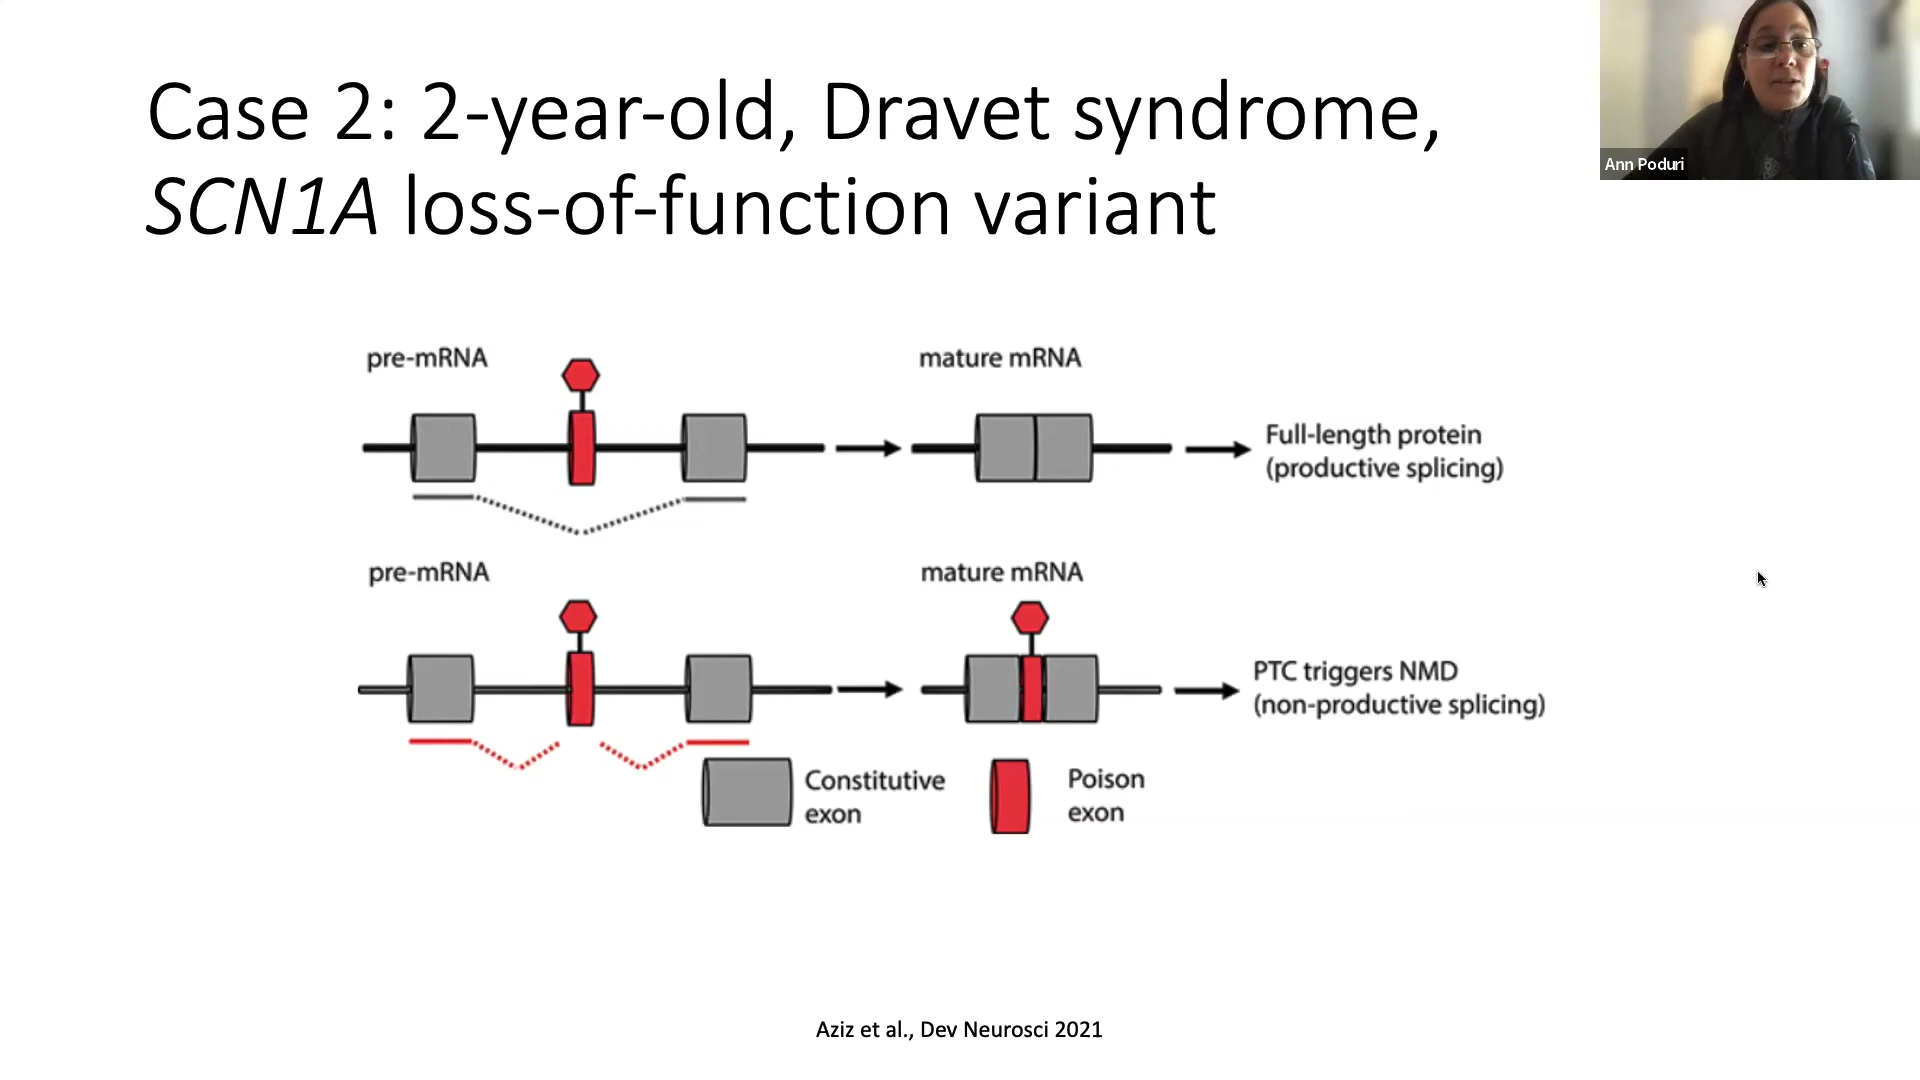 Case 2: 2-year-old, Dravet syndrome,
SCN1A loss-of-function variant
Ann Poduri
pre-mRNA
mature mRNA
Full-length protein
(productive splicing)
pre-mRNA
mature mRNA
PTC triggers NMD
(non-productive splicing)
Constitutive
exon
Poison
exon
Aziz et al., Dev Neurosci 2021